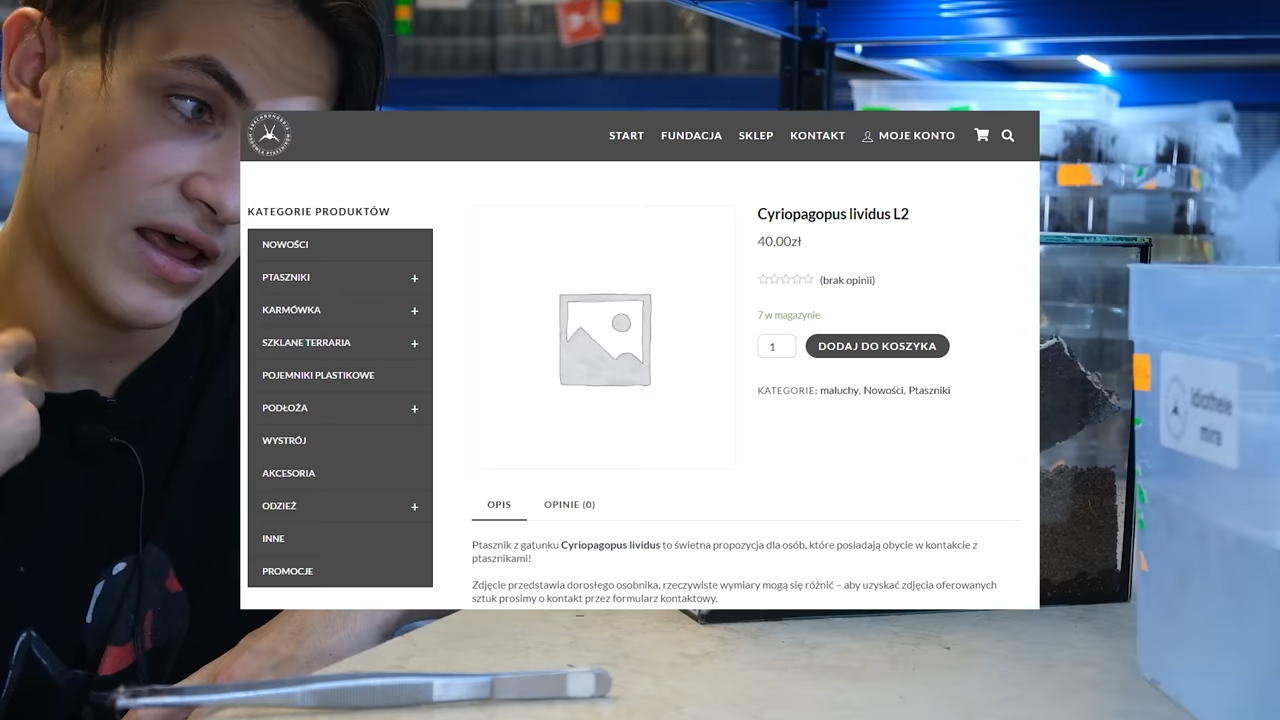 START FUNDACJA SKLEP KONTAKT MOJE KONTO
KATEGORIE PRODUKTÓW
NOWOŚCI
PTASZNIKI +
KARMÓWKA +
SZKLANE TERRARIA +
POJEMNIKI PLASTIKOWE
PODŁOŻA +
WYSTRÓJ
AKCESORIA
ODZIEŻ +
INNE
PROMOCJE
Cyriopagopus lividus L2
40,00zł
(brak opinii)
7 w magazynie
1 DODAJ DO KOSZYKA
KATEGORIE: maluchy, Nowości, Ptaszniki
OPIS OPINIE (0)
Ptasznik z gatunku Cyriopagopus lividus to świetna propozycja dla osób, które posiadają obycie w kontakcie z
ptasznikami!
Zdjęcie przedstawia dorosłego osobnika, rzeczywiste wymiary mogą się różnić – aby uzyskać zdjęcia oferowanych
sztuk prosimy o kontakt przez formularz kontaktowy.
Idiothele
mira